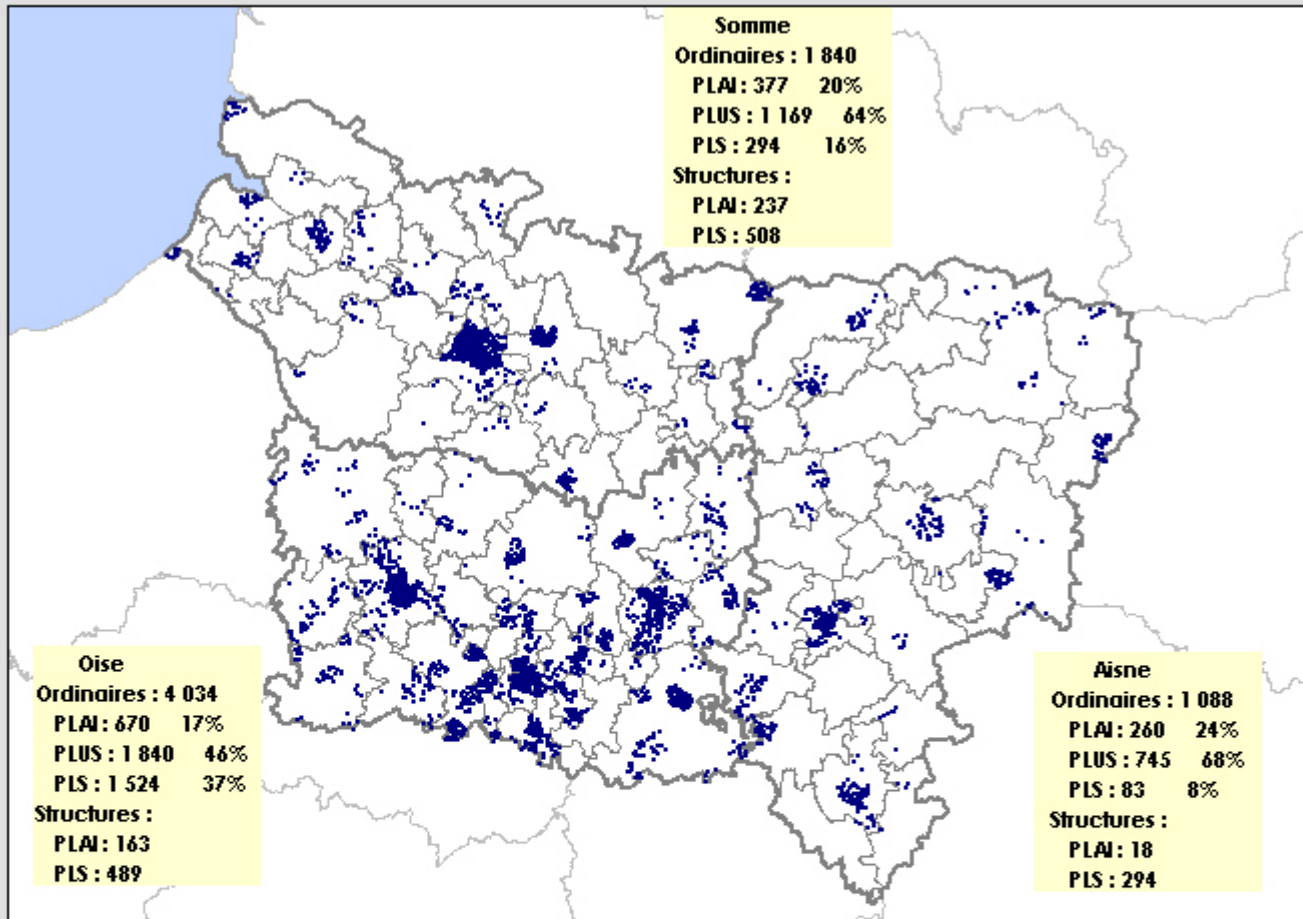 Somme
Ordinaires : 1 840
PLAI : 377 20%
PLUS : 1 169 64%
PLS : 294 16%
Structures :
PLAI : 237
PLS : 508
Oise
Ordinaires : 4 034
PLAI : 670 17%
PLUS : 1 840 46%
PLS : 1 524 37%
Structures :
PLAI : 163
PLS : 489
Aisne
Ordinaires : 1 088
PLAI : 260 24%
PLUS : 745 68%
PLS : 83 8%
Structures :
PLAI : 18
PLS : 294